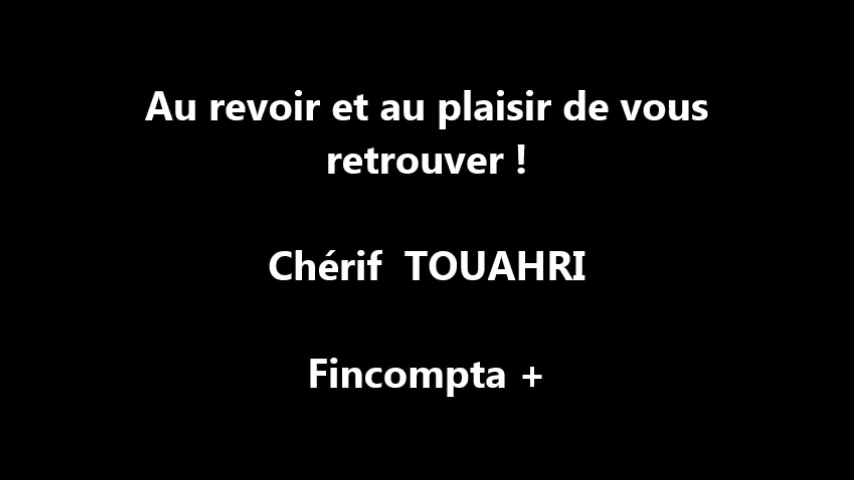 Au revoir et au plaisir de vous
retrouver !
Chérif  TOUAHRI
Fincompta +